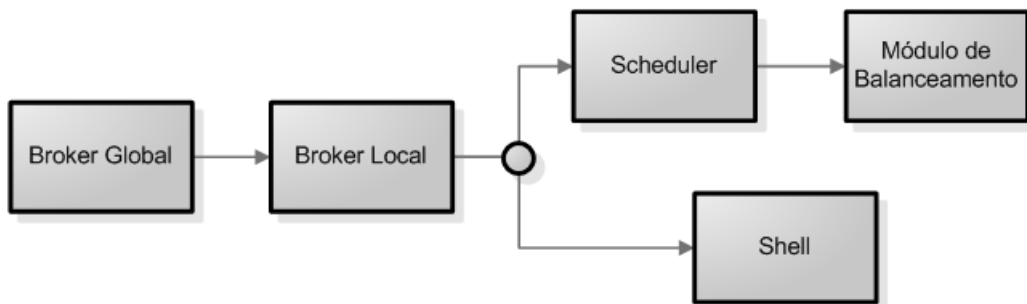 Broker Global
Broker Local
Scheduler
Módulo de
Balanceamento
Shell